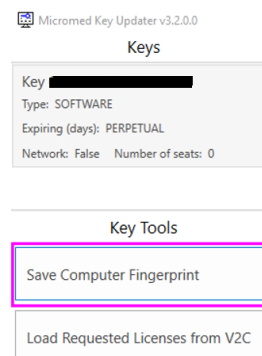 Micromed Key Updater v3.2.0.0
Keys
Key
Type: SOFTWARE
Expiring (days): PERPETUAL
Network: False Number of seats: 0
Key Tools
Save Computer Fingerprint
Load Requested Licenses from V2C